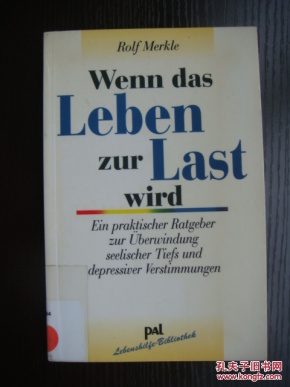 Rolf Merkle
Wenn das
Leben
zur Last
wird
Ein praktischer Ratgeber
zur Überwindung
seelischer Tiefs und
depressiver Verstimmungen
pal
Lebenshilfe-Bibliothek
孔夫子旧书网